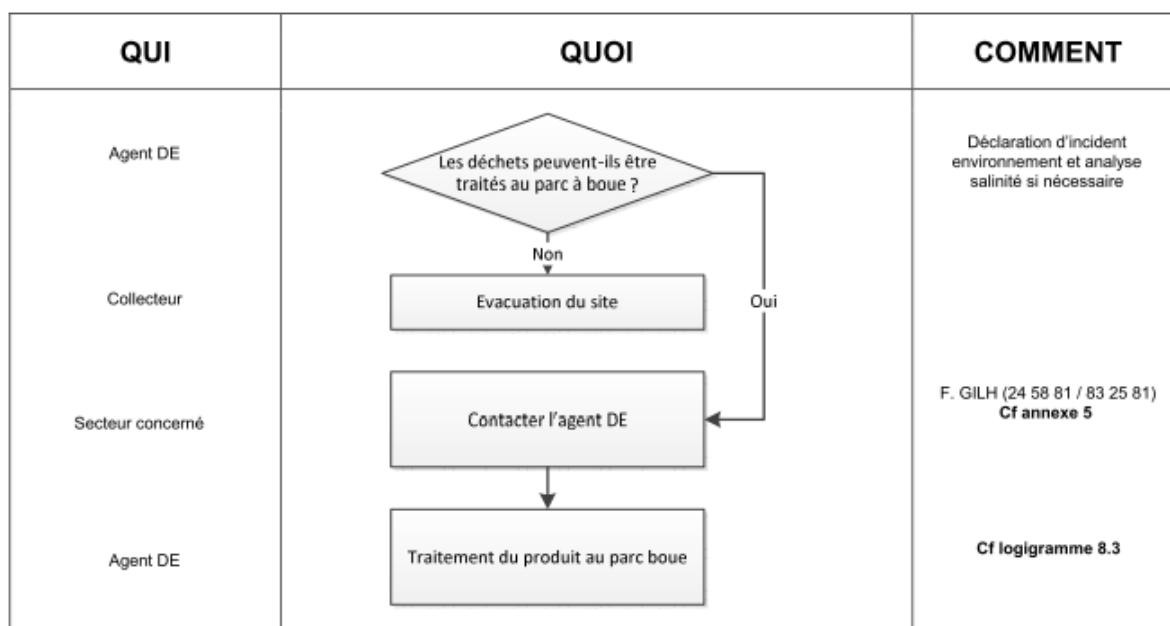 QUI
QUOI
COMMENT
Agent DE
Les déchets peuvent-ils être
traités au parc à boue ?
Déclaration d'incident
environnement et analyse
salinité si nécessaire
Non
Collecteur
Evacuation du site
Oui
Secteur concerné
Contacter l'agent DE
F. GILH (24 58 81 / 83 25 81)
Cf annexe 5
Agent DE
Traitement du produit au parc boue
Cf logigramme 8.3